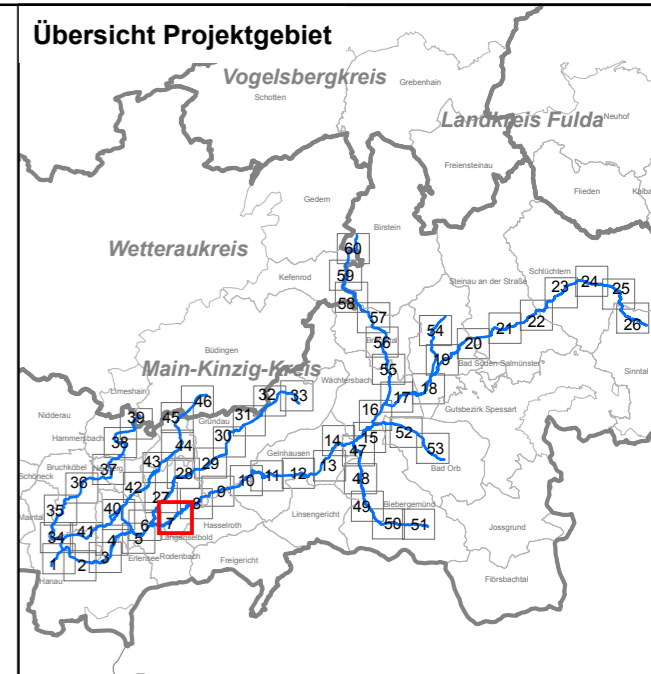 Übersicht Projektgebiet
Vogelsbergkreis
Grebenhain
Schotten
Landkreis Fulda
Neuhof
Freiensteinau
Flieden
Kalba
Gedern
Birstein
Wetteraukreis
60
Kefenrod
59
Steinau an der Straße
Schlüchtern
23
24
25
58
57
54
22
26
21
Büdingen
56
20
Sinntal
Main-Kinzig-Kreis
19
Bad Soden-Salmünster
Limeshain
Wächtersbach
55
46
32
33
18
17
Nidderau
39
45
31
16
Gutsbezirk Spessart
Hammersbach
Gründau
38
30
15
52
44
14
47
53
Bruchköbel
43
Gelnhausen
Bad Orb
Schöneck
37
29
13
36
28
12
48
42
11
10
27
9
Linsengericht
Biebergemünd
35
8
49
Maintal
40
6
7
Hasselroth
50
51
Jossgrund
34
41
4
5
Langenselbold
Erlensee
Rodenbach
Freigericht
1
2
3
Hanau
Flörsbachtal